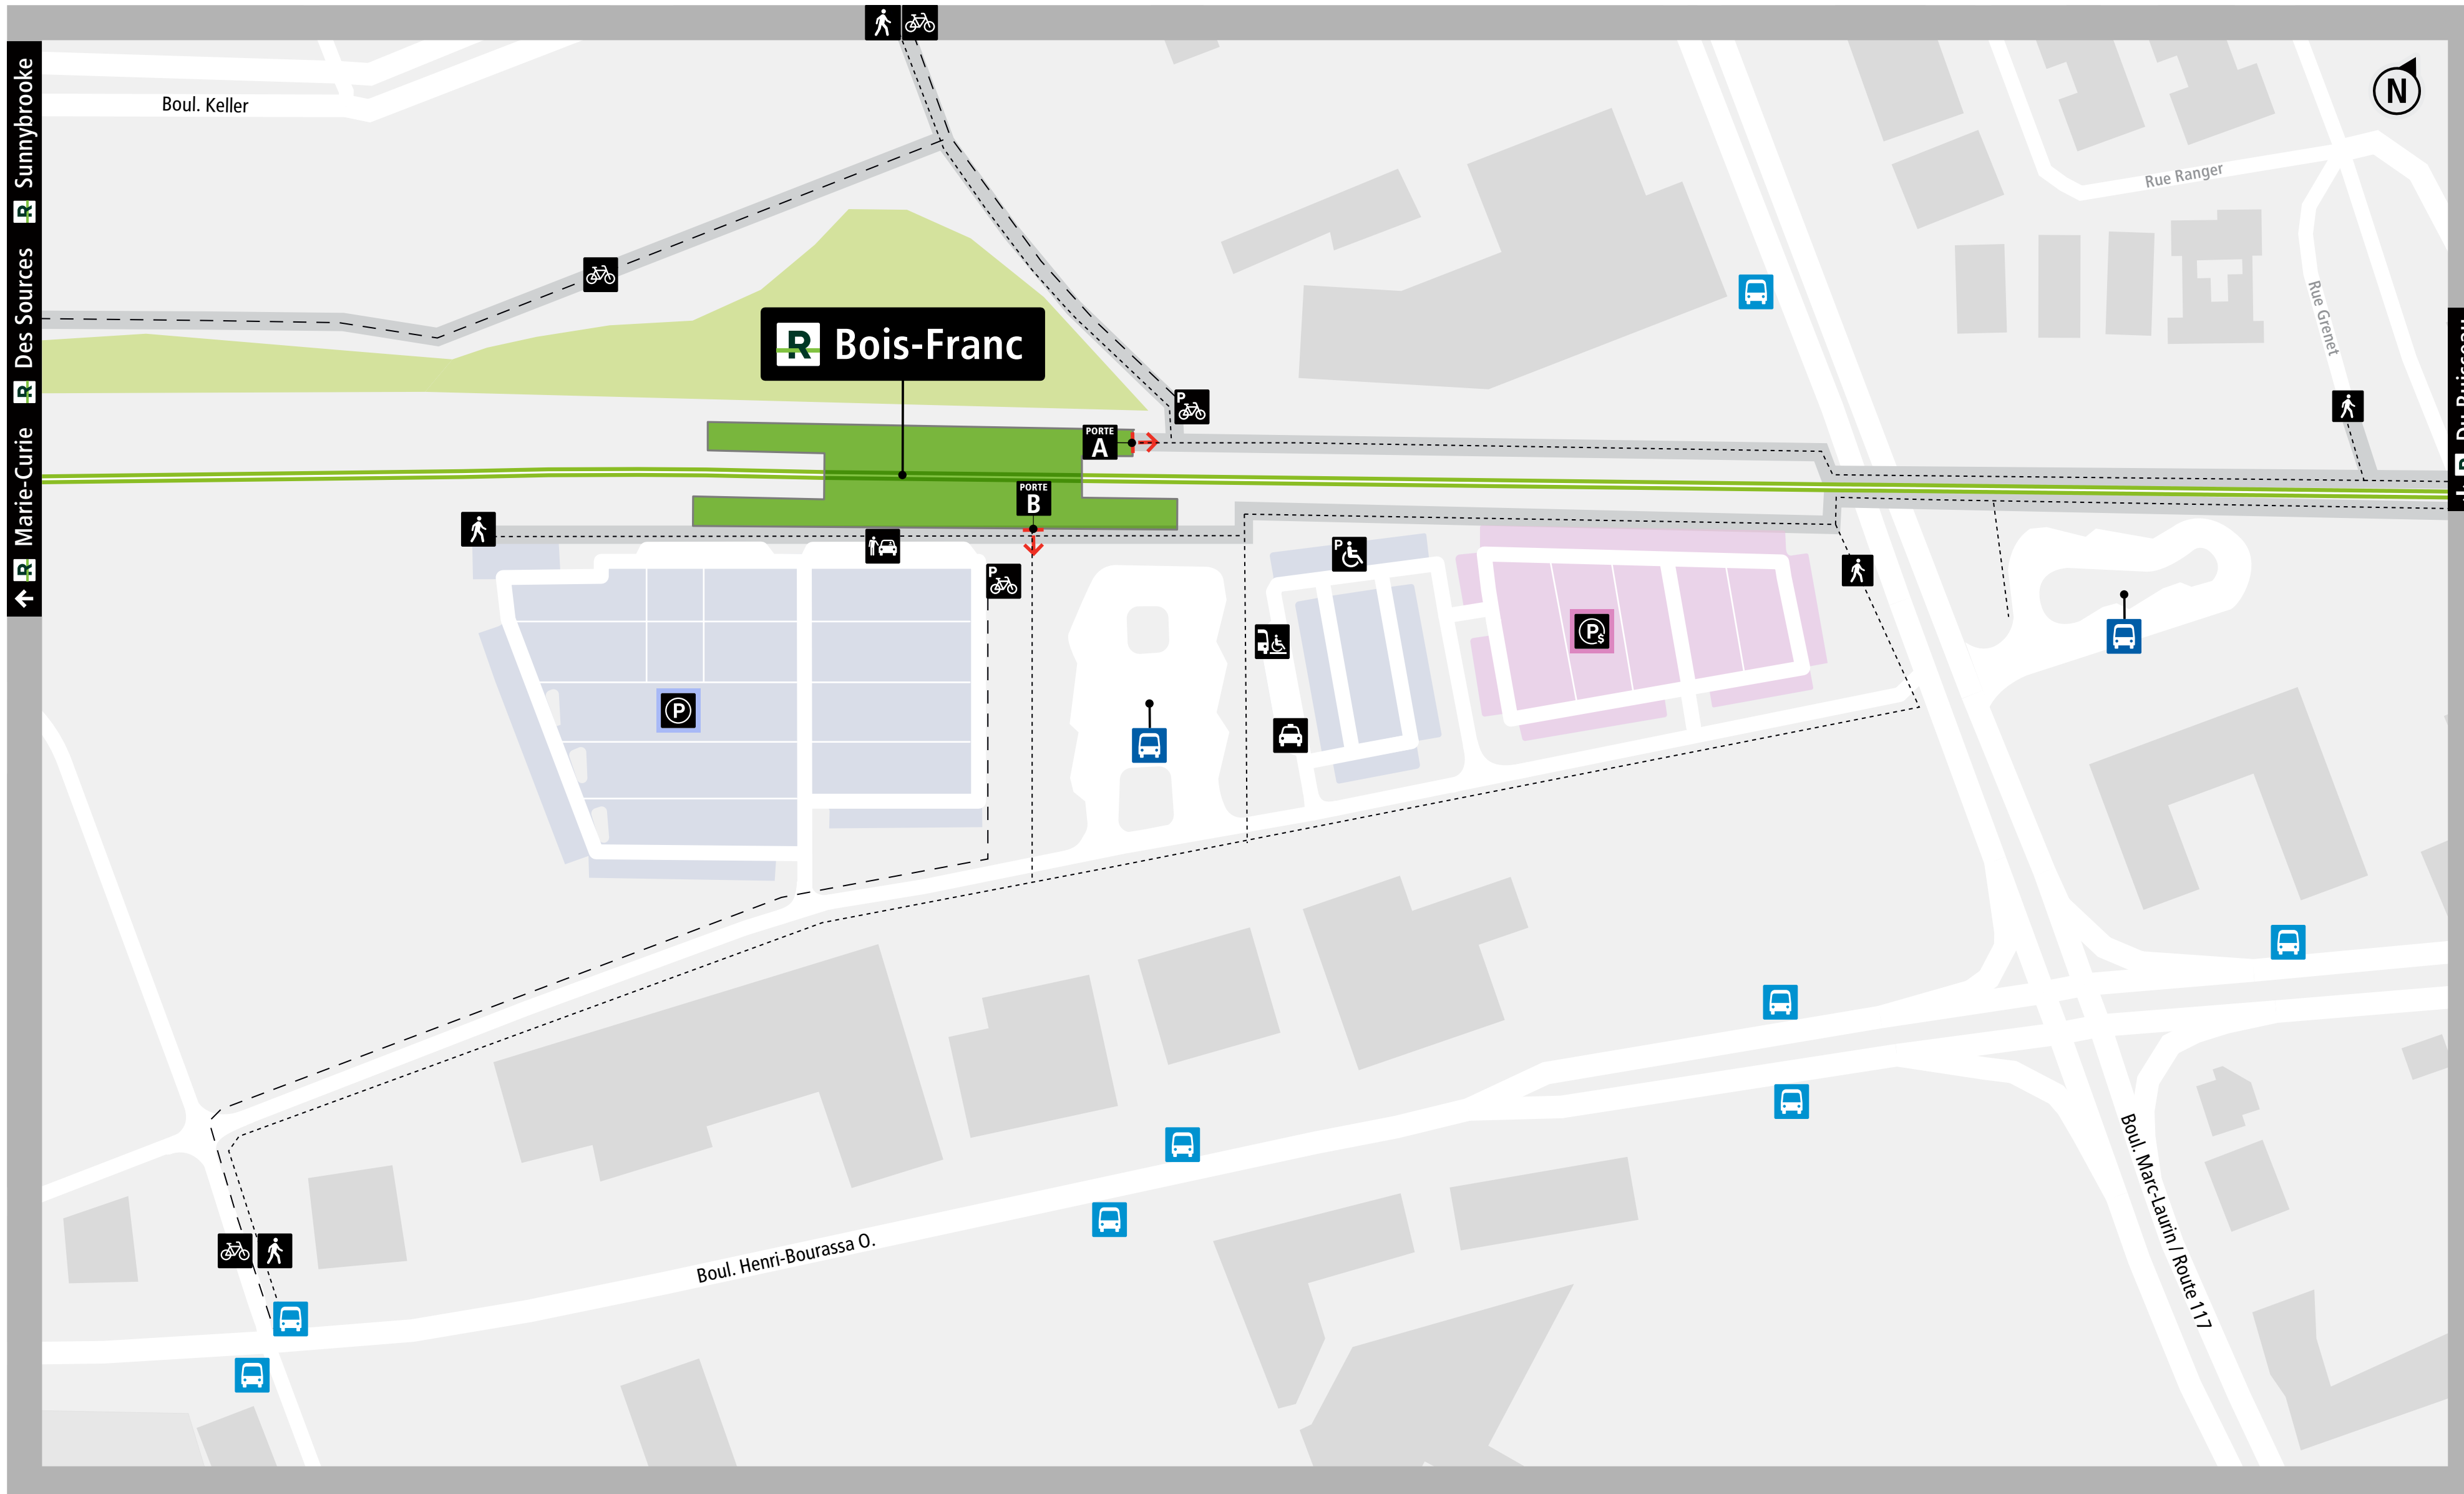 Boul. Keller
N
Sunnybrooke
R
Des Sources
R
Marie-Curie
R
R Bois-Franc
PORTE
A
PORTE
B
P
P
P
P
P$
Rue Ranger
Rue Grenet
Boul. Henri-Bourassa O.
Boul. Marc-Laurin / Route 117